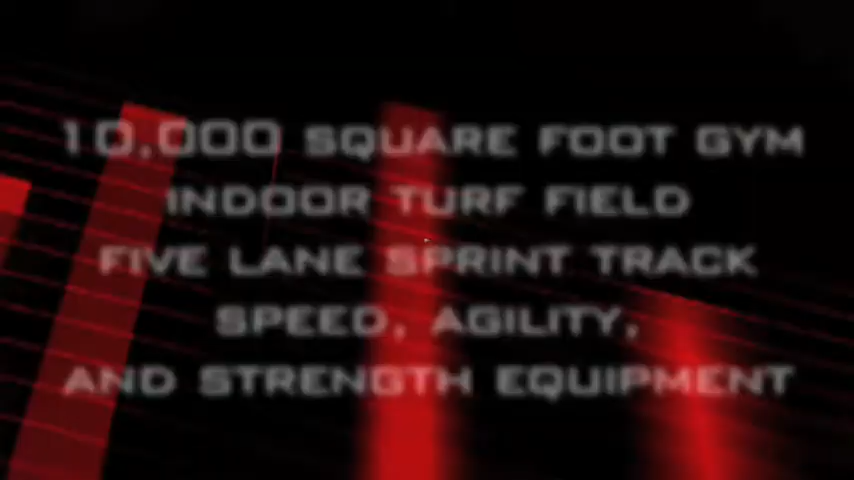 10,000 SQUARE FOOT GYM
INDOOR TURF FIELD
FIVE LANE SPRINT TRACK
SPEED, AGILITY,
AND STRENGTH EQUIPMENT